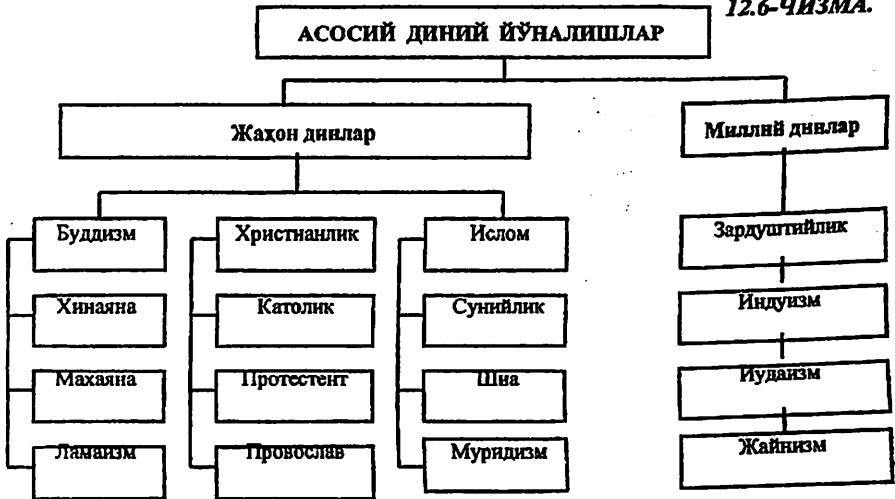 12.6-ЧИЗМА.
АСОСИЙ ДИНИЙ ЙЎНАЛИШЛАР
Жаҳон динлар
Миллий динлар
Буддизм
Христианлик
Ислом
Зардуштийлик
Хинаяна
Католик
Сунийлик
Индуизм
Махаяна
Протестент
Шиа
Иудаизм
Ламаизм
Провослав
Муридизм
Жайнизм